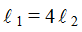 ℓ 1 = 4 ℓ 2